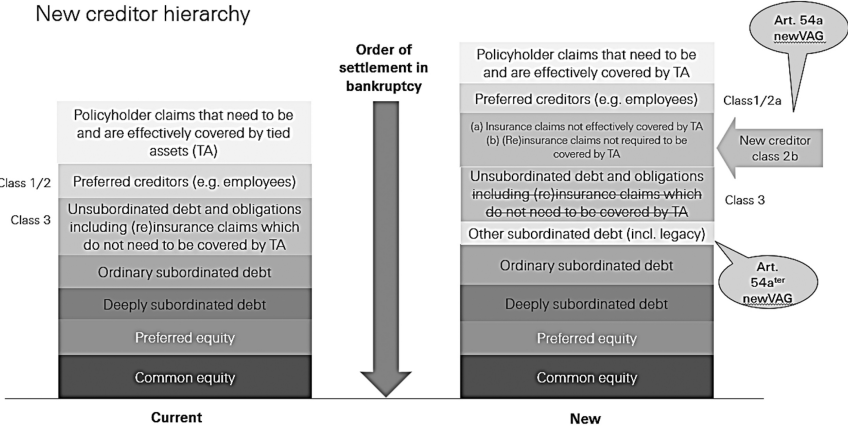 New creditor hierarchy
Order of
settlement in
bankruptcy
Art. 54a
newVAG
Policyholder claims that need to be
and are effectively covered by tied
assets (TA)
Class 1/2
Preferred creditors (e.g. employees)
Class 3
Unsubordinated debt and obligations
including (re)insurance claims which
do not need to be covered by TA
Ordinary subordinated debt
Deeply subordinated debt
Preferred equity
Common equity
Current
Policyholder claims that need to be
and are effectively covered by TA
Preferred creditors (e.g. employees)
Class1/2a
(a) Insurance claims not effectively covered by TA
(b) (Re)insurance claims not required to be
covered by TA
New creditor
class 2b
Unsubordinated debt and obligations
including (re)insurance claims which
do not need to be covered by TA
Class 3
Other subordinated debt (incl. legacy)
Art.
54ater
newVAG
Ordinary subordinated debt
Deeply subordinated debt
Preferred equity
Common equity
New